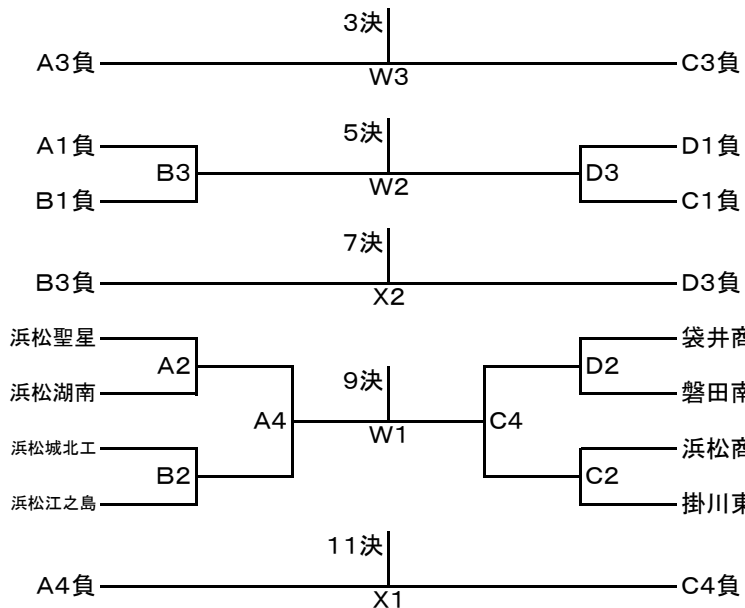 3決
A3負 W3 C3負
5決
A1負 D1負
B3 W2 D3
B1負 C1負
7決
B3負 X2 D3負
浜松聖星 袋井商
A2 D2
浜松湖南 磐田南
9決
A4 W1 C4
浜松城北工 浜松商
B2 C2
浜松江之島 掛川東
11決
A4負 X1 C4負